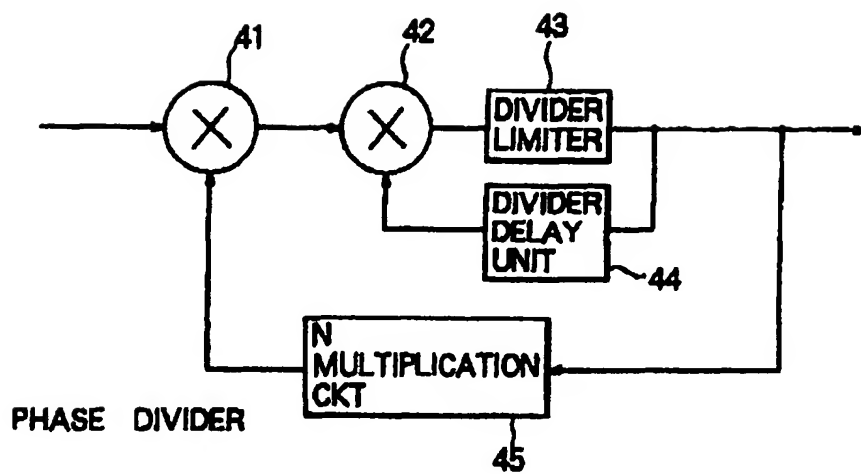 41
42
43
DIVIDER
LIMITER
DIVIDER
DELAY
UNIT
44
N
MULTIPLICATION
CKT
PHASE DIVIDER
45